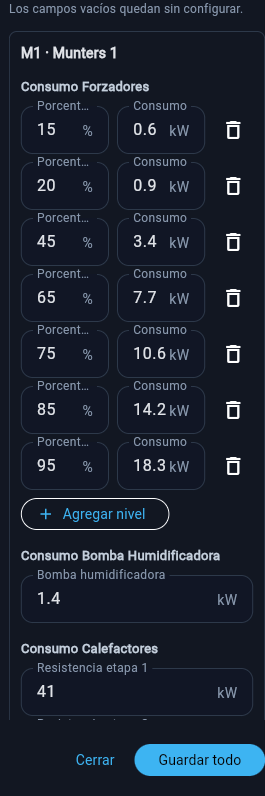 Los campos vacíos quedan sin configurar.
M1 · Munters 1
Consumo Forzadores
Porcent... Consumo
15 % 0.6 kW
Porcent... Consumo
20 % 0.9 kW
Porcent... Consumo
45 % 3.4 kW
Porcent... Consumo
65 % 7.7 kW
Porcent... Consumo
75 % 10.6 kW
Porcent... Consumo
85 % 14.2 kW
Porcent... Consumo
95 % 18.3 kW
+ Agregar nivel
Consumo Bomba Humidificadora
Bomba humidificadora
1.4 kW
Consumo Calefactores
Resistencia etapa 1
41 kW
Cerrar Guardar todo